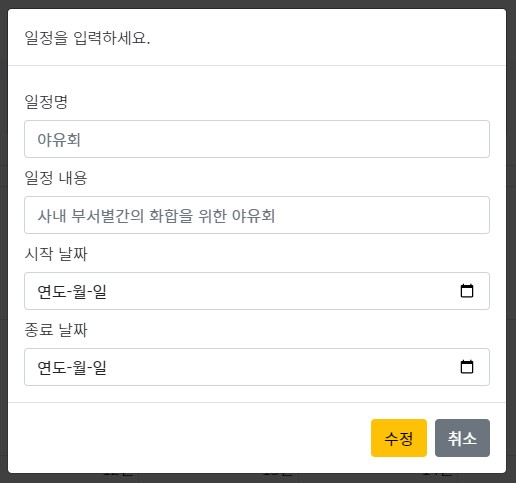 일정을 입력하세요.
일정명
야유회
일정 내용
사내 부서별간의 화합을 위한 야유회
시작 날짜
연도-월-일
종료 날짜
연도-월-일
수정 취소